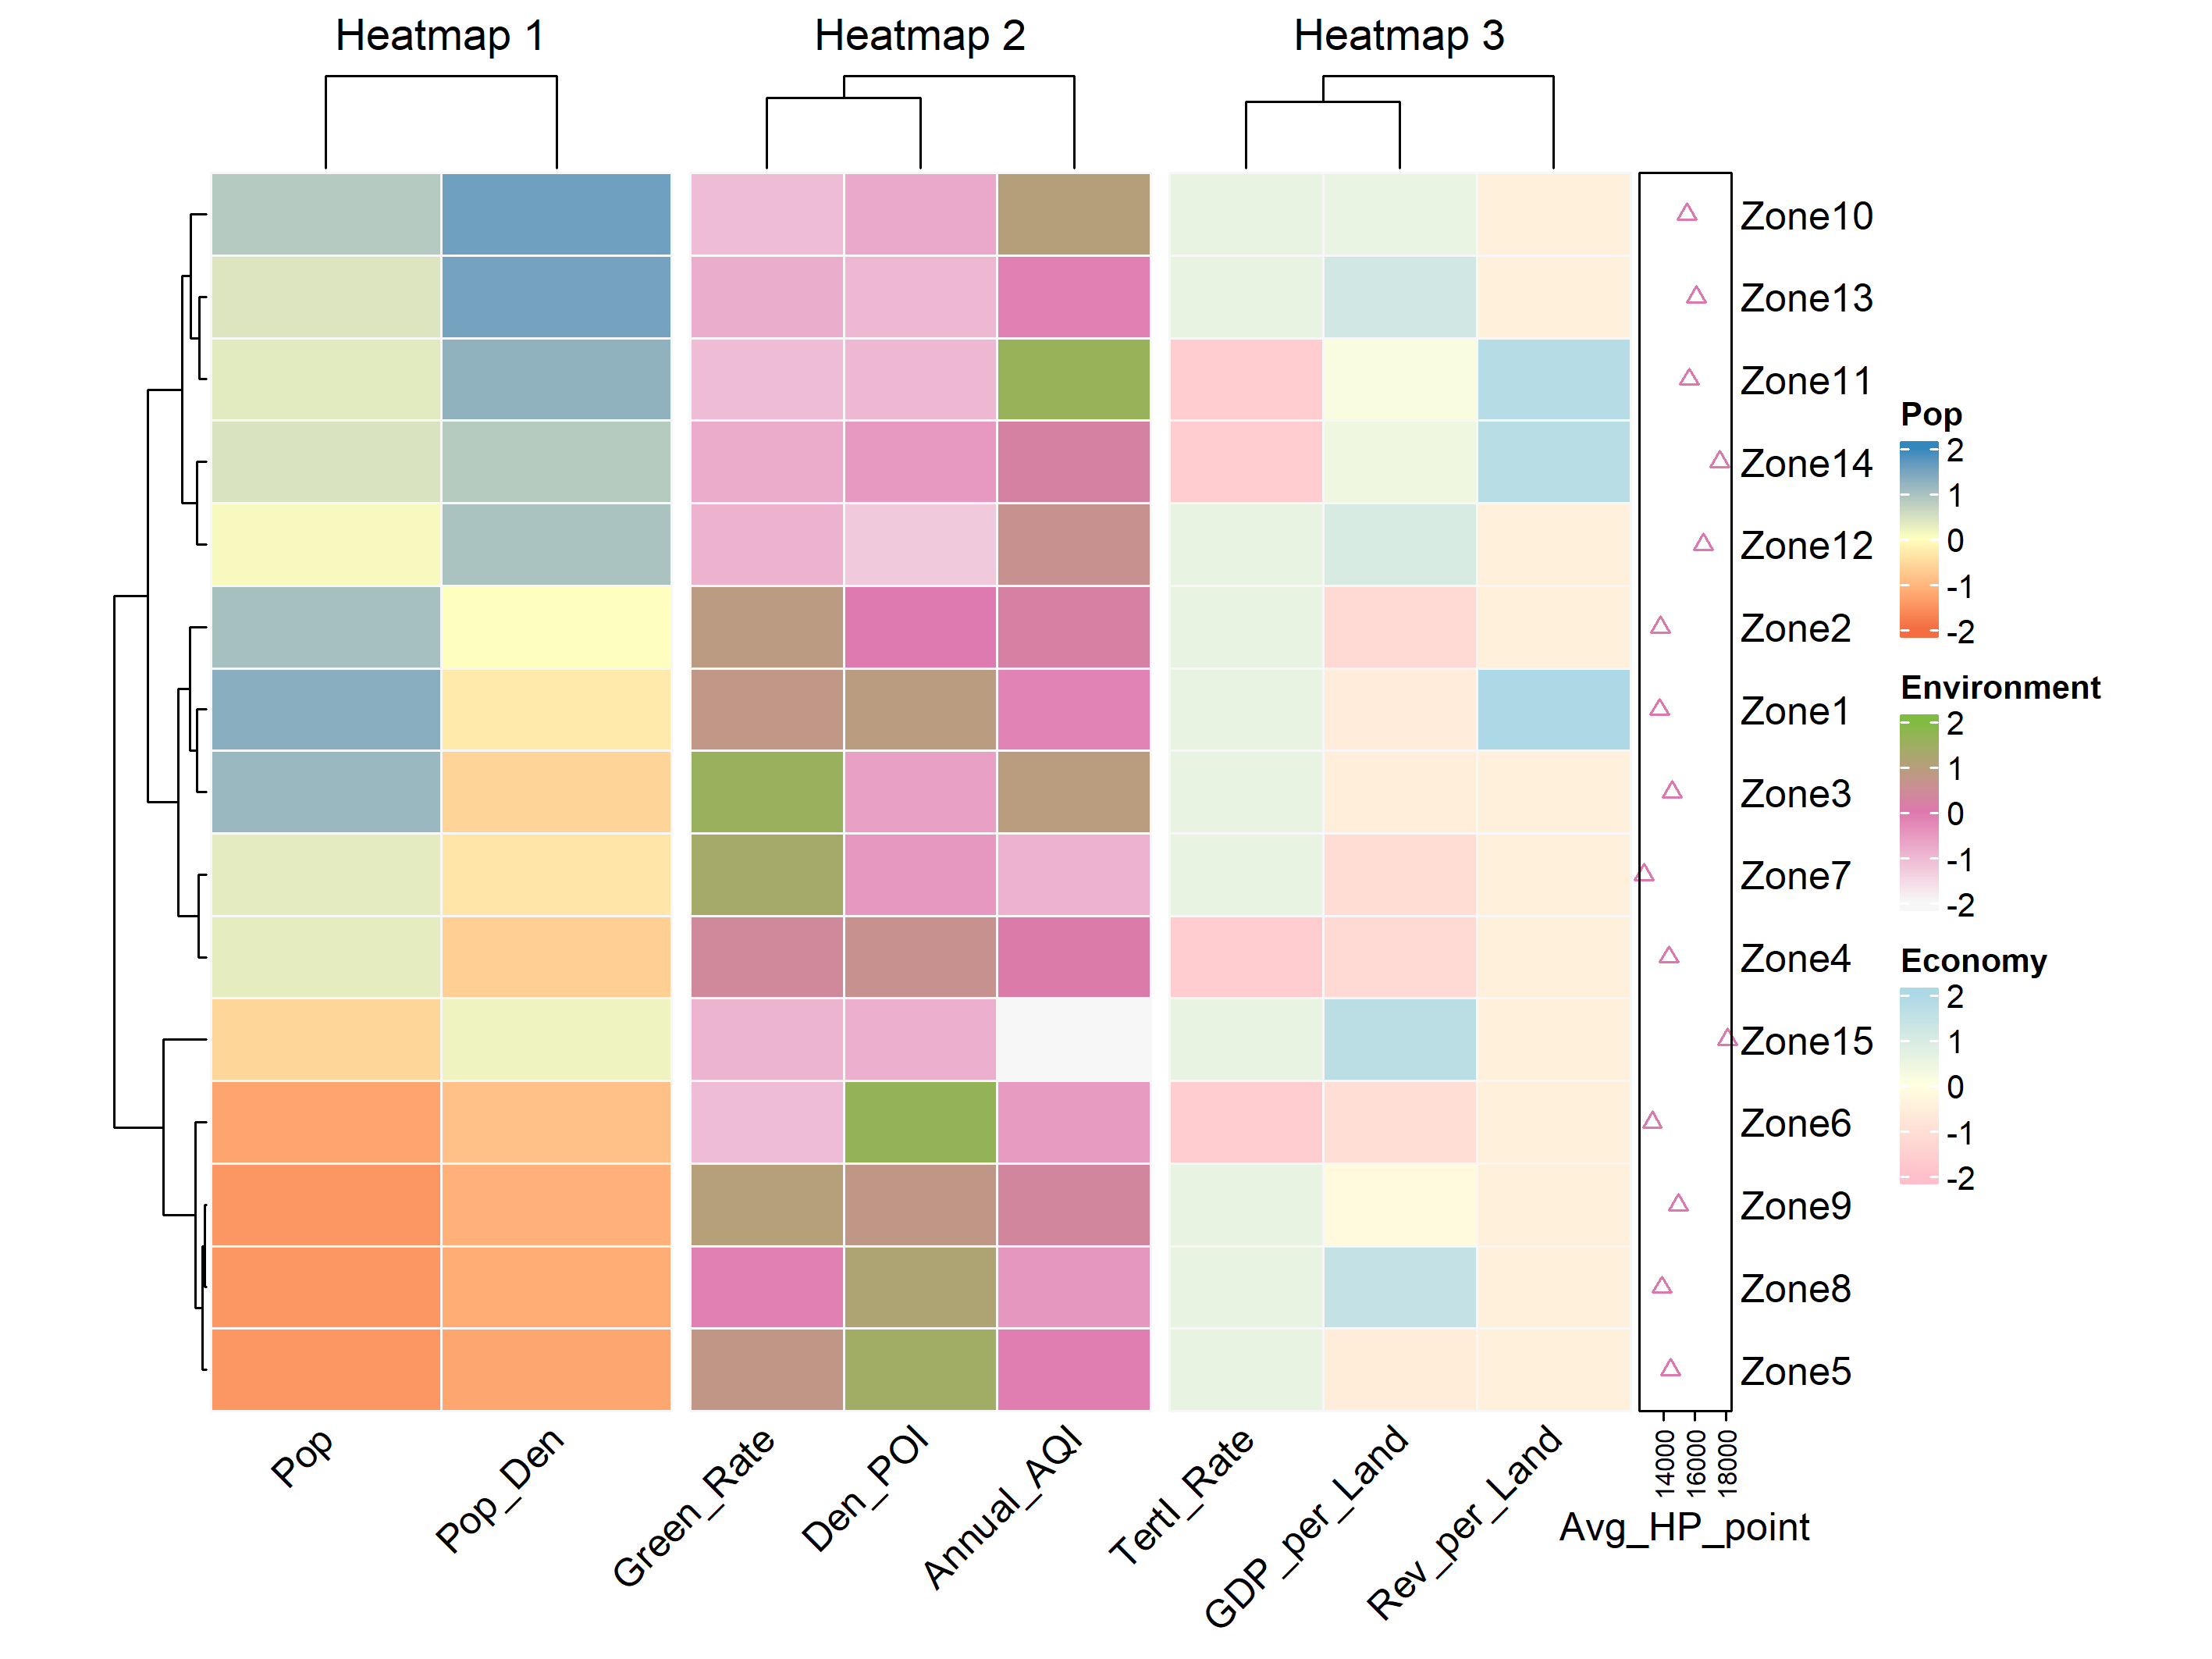 Heatmap 1
Heatmap 2
Heatmap 3
Zone10
Zone13
Zone11
Zone14
Zone12
Zone2
Zone1
Zone3
Zone7
Zone4
Zone15
Zone6
Zone9
Zone8
Zone5
Pop
2
1
0
-1
-2
Environment
2
1
0
-1
-2
Economy
2
1
0
-1
-2
Pop
Pop_Den
Green_Rate
Den_POI
Annual_AQI
TertI_Rate
GDP_per_Land
Rev_per_Land
14000
16000
18000
Avg_HP_point